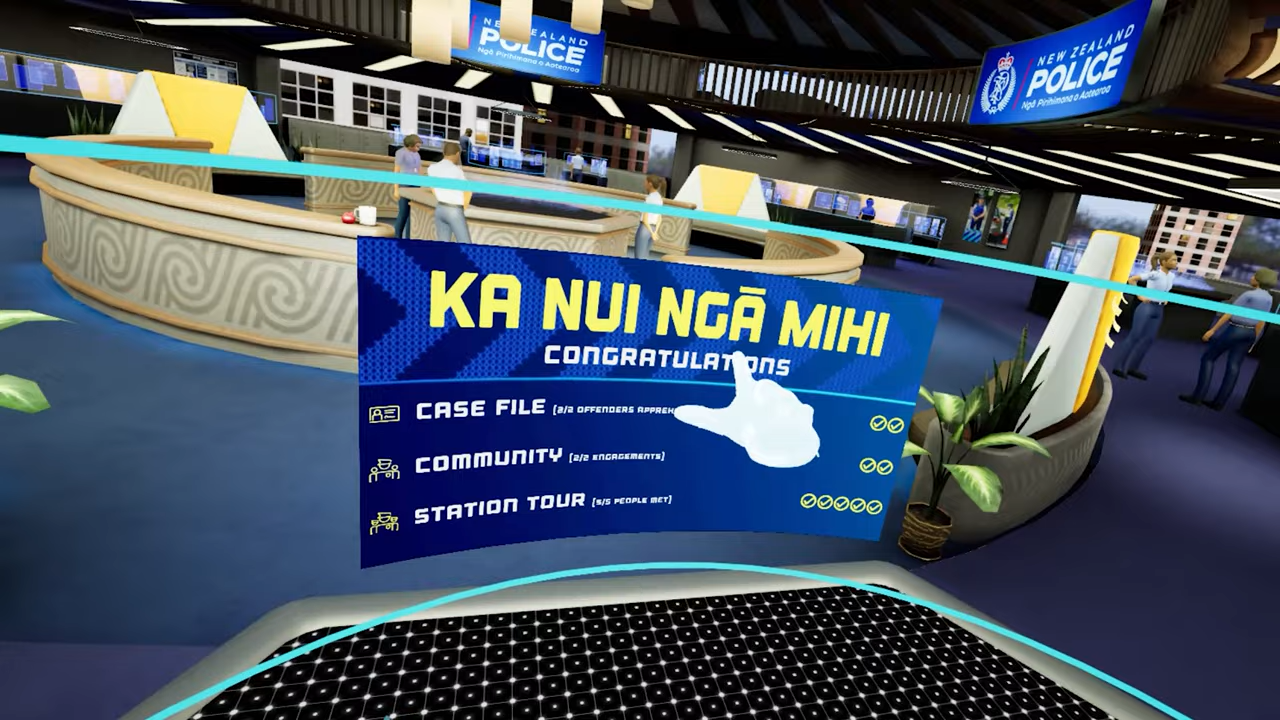 NEW ZEALAND
POLICE
Ngā Pirihimana o Aotearoa
NEW ZEALAND
POLICE
Ngā Pirihimana o Aotearoa
KA NUI NGĀ MIHI
CONGRATULATIONS
CASE FILE (2/2 OFFENDERS
COMMUNITY (2/2 ENGAGEMENTS)
STATION TOUR (5/5 PEOPLE MET)